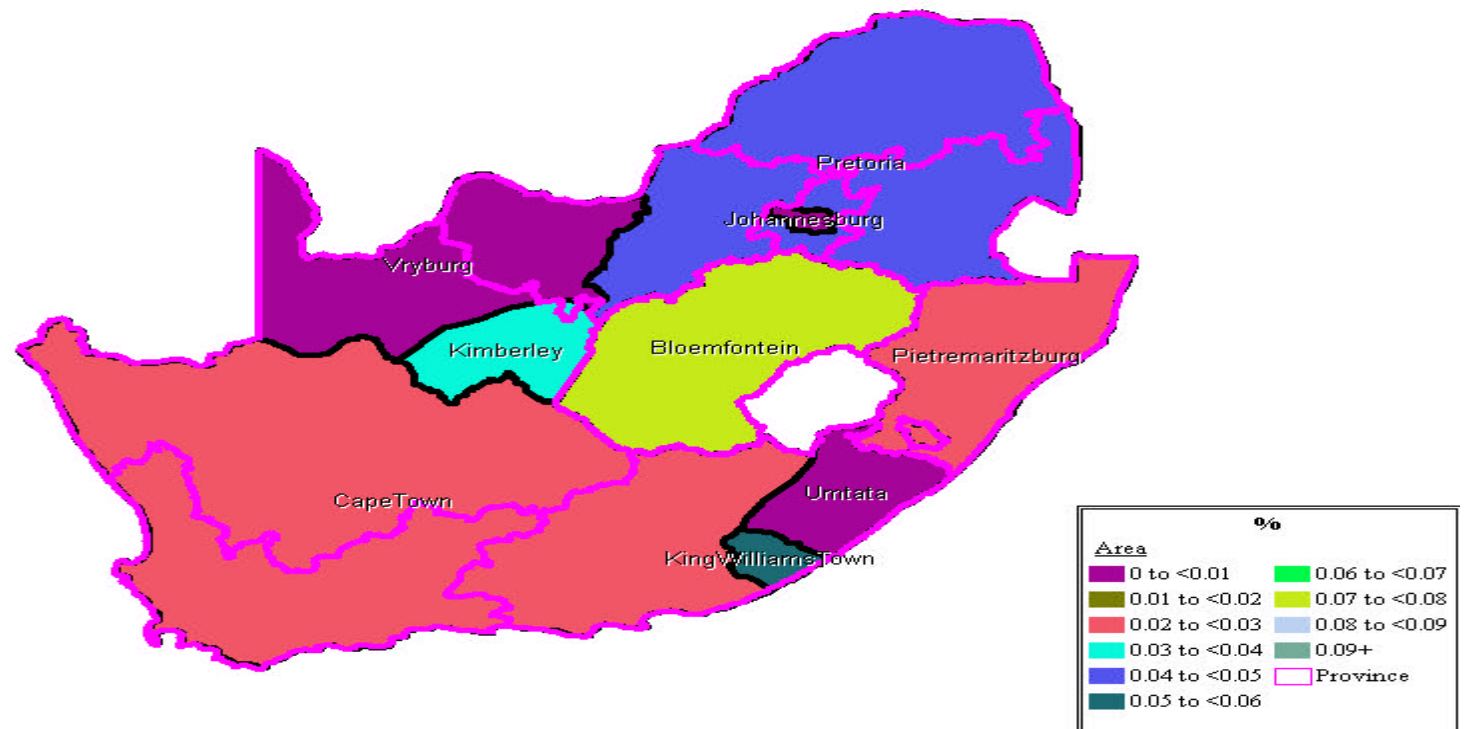 Pretoria
Johannesburg
Vryburg
Kimberley
Bloemfontein
Pietremaritzburg
CapeTown
Umtata
KingWilliamsTown
%
Area
0 to <0.01
0.01 to <0.02
0.02 to <0.03
0.03 to <0.04
0.04 to <0.05
0.05 to <0.06
0.06 to <0.07
0.07 to <0.08
0.08 to <0.09
0.09+
Province